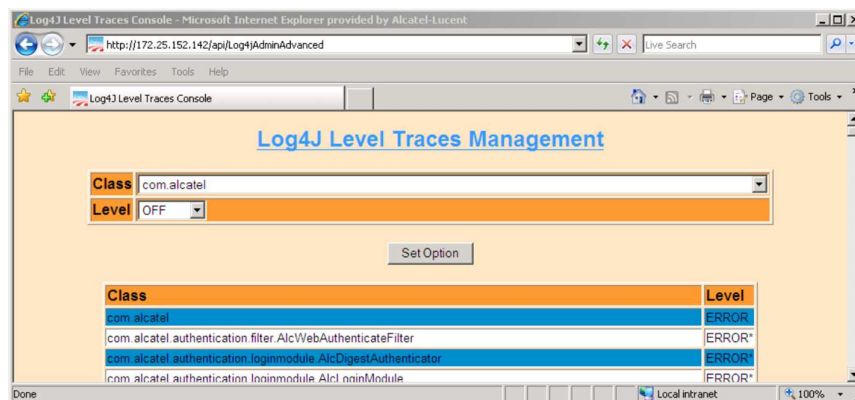 Log4J Level Traces Console - Microsoft Internet Explorer provided by Alcatel-Lucent
http://172.25.152.142/api/Log4jAdminAdvanced
Live Search
File Edit View Favorites Tools Help
Log4J Level Traces Console
Page Tools
Log4J Level Traces Management
Class com.alcatel
Level OFF
Set Option
Class Level
com.alcatel ERROR
com.alcatel.authentication.filter.AlcWebAuthenticateFilter ERROR*
com.alcatel.authentication.loginmodule.AlcDigestAuthenticator ERROR*
com.alcatel.authentication.loginmodule.AlcLoginModule ERROR*
Done Local intranet 100%